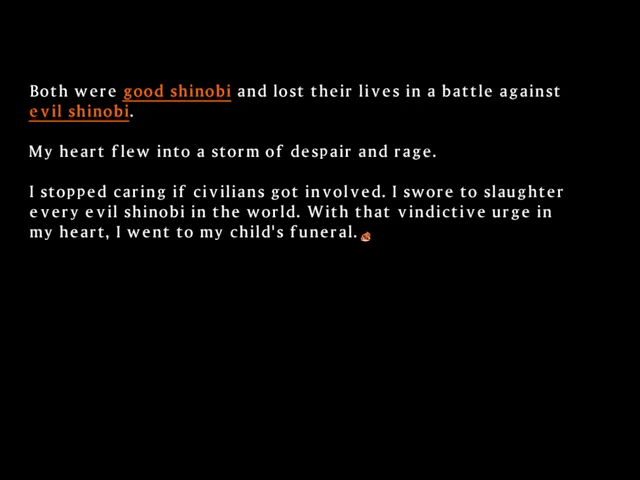 Both were good shinobi and lost their lives in a battle against
evil shinobi.
My heart flew into a storm of despair and rage.
I stopped caring if civilians got involved. I swore to slaughter
every evil shinobi in the world. With that vindictive urge in
my heart, I went to my child's funeral.